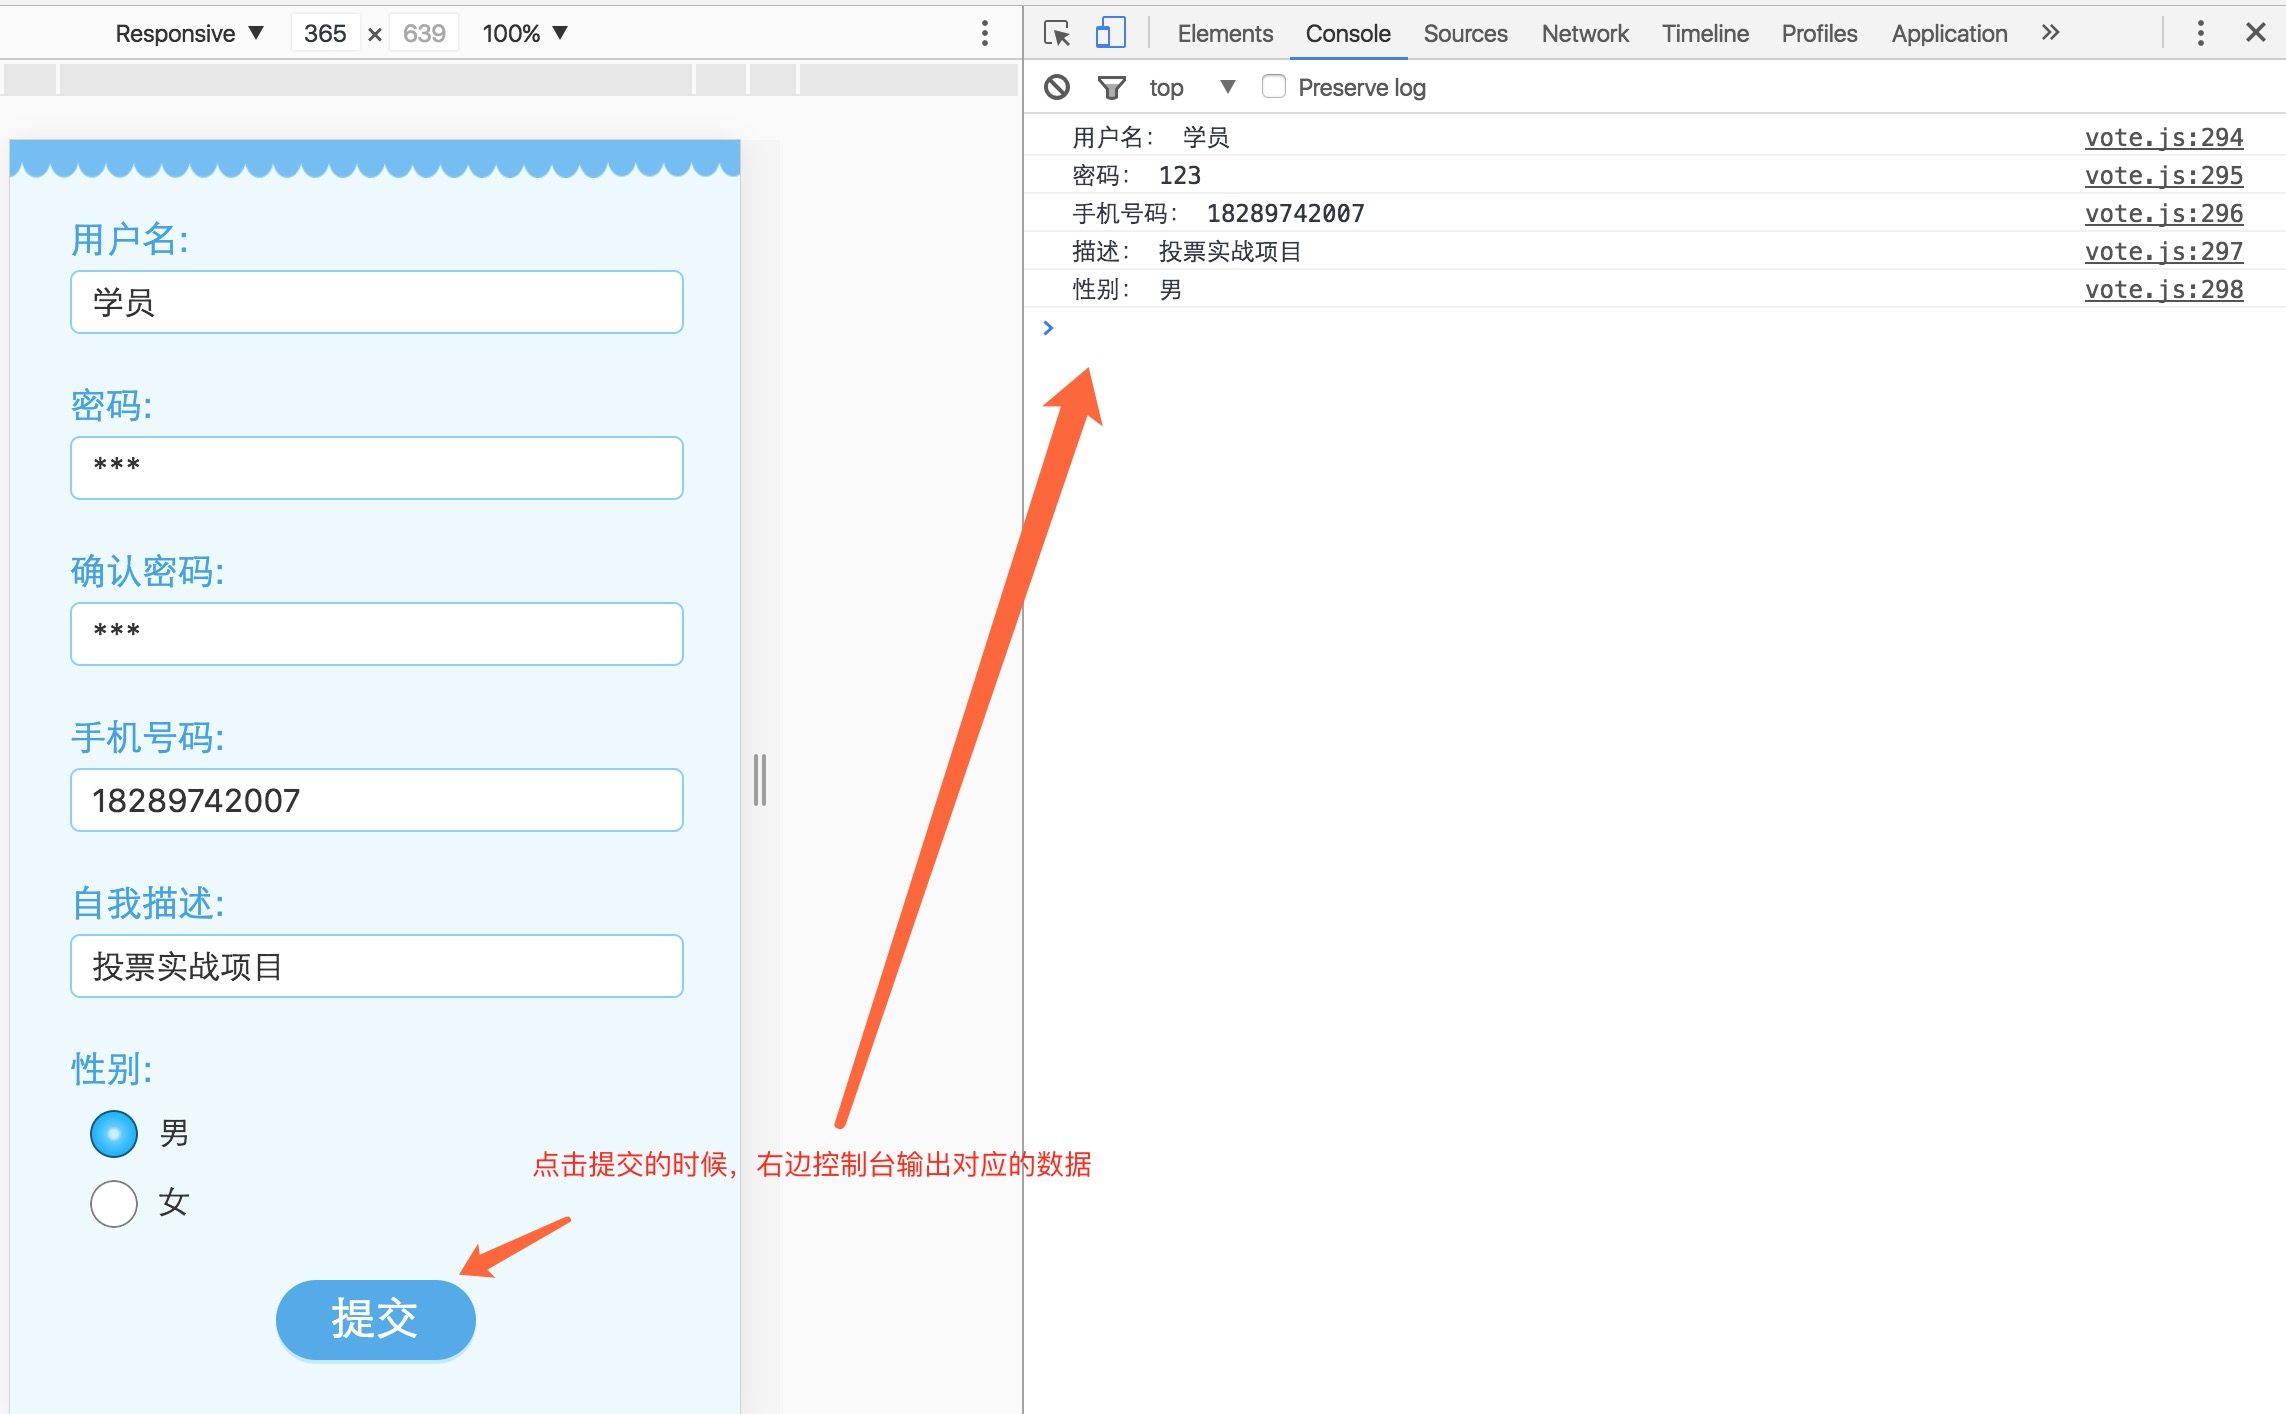 Responsive ▼ 365 × 639 100% ▼
Elements Console Sources Network Timeline Profiles Application »
top ▼ Preserve log
用户名:
学员
密码:
***
确认密码:
***
手机号码:
18289742007
自我描述:
投票实战项目
性别:
男
女
提交
点击提交的时候，右边控制台输出对应的数据
用户名： 学员 vote.js:294
密码： 123 vote.js:295
手机号码： 18289742007 vote.js:296
描述： 投票实战项目 vote.js:297
性别： 男 vote.js:298